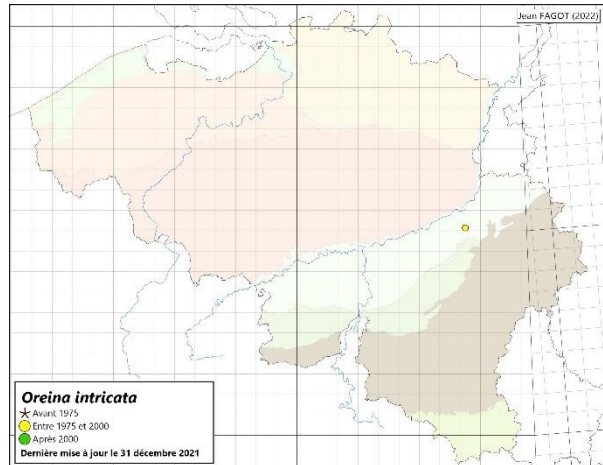 Jean FAGOT (2022)
Oreina intricata
Avant 1975
Entre 1975 et 2000
Après 2000
Dernière mise à jour le 31 décembre 2021